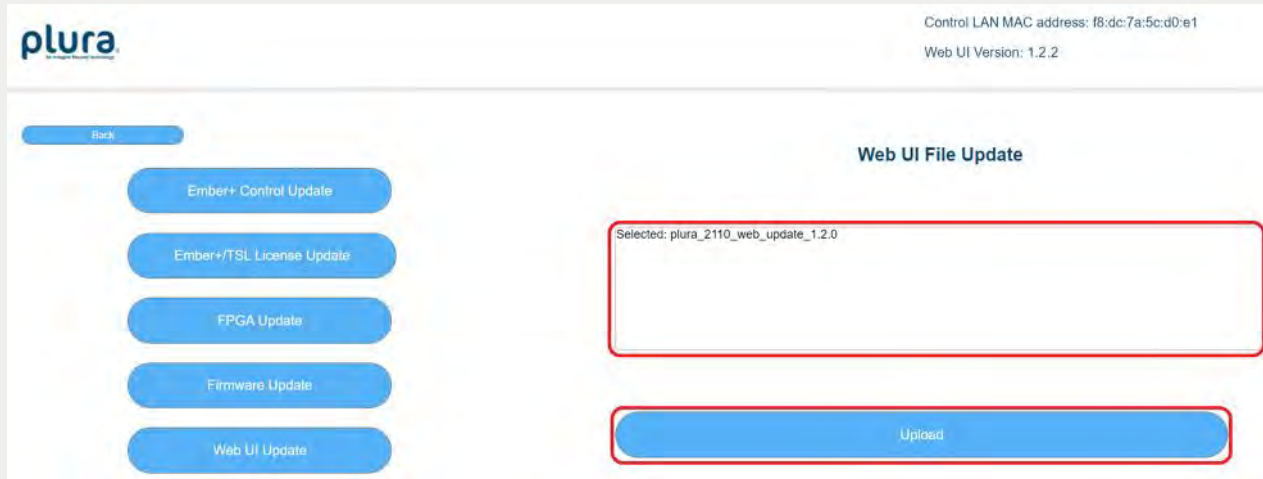 Control LAN MAC address: f8:dc:7a:5c:d0:e1
plura
Web UI Version: 1.2.2
Back
Web UI File Update
Ember+ Control Update
Selected: plura_2110_web_update_1.2.0
Ember+/TSL License Update
FPGA Update
Firmware Update
Upload
Web UI Update